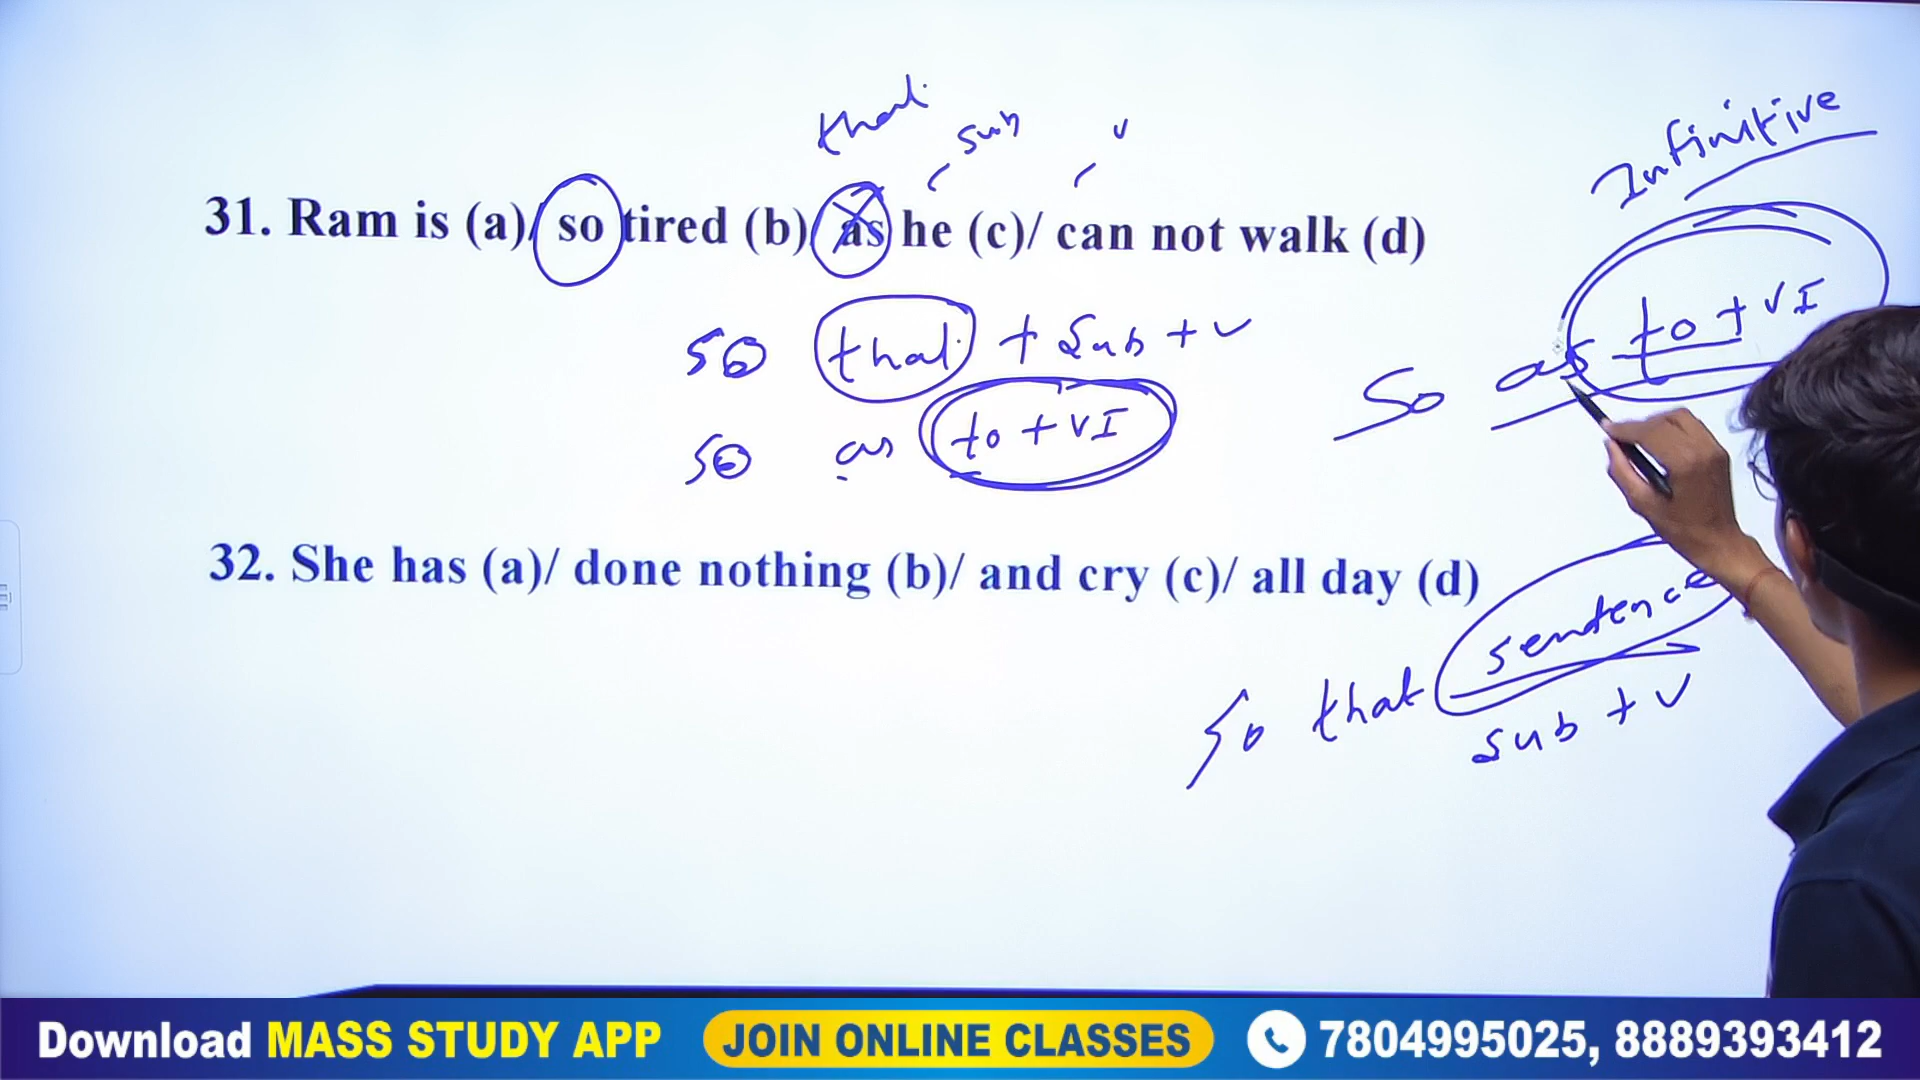 that
sub v
Infinitive
31. Ram is (a)/ so tired (b)/ as he (c)/ can not walk (d)
so that + Sub + v
so as to + VI
So as to + VI
32. She has (a)/ done nothing (b)/ and cry (c)/ all day (d)
sentence
So that
sub + v
Download MASS STUDY APP JOIN ONLINE CLASSES 7804995025, 8889393412